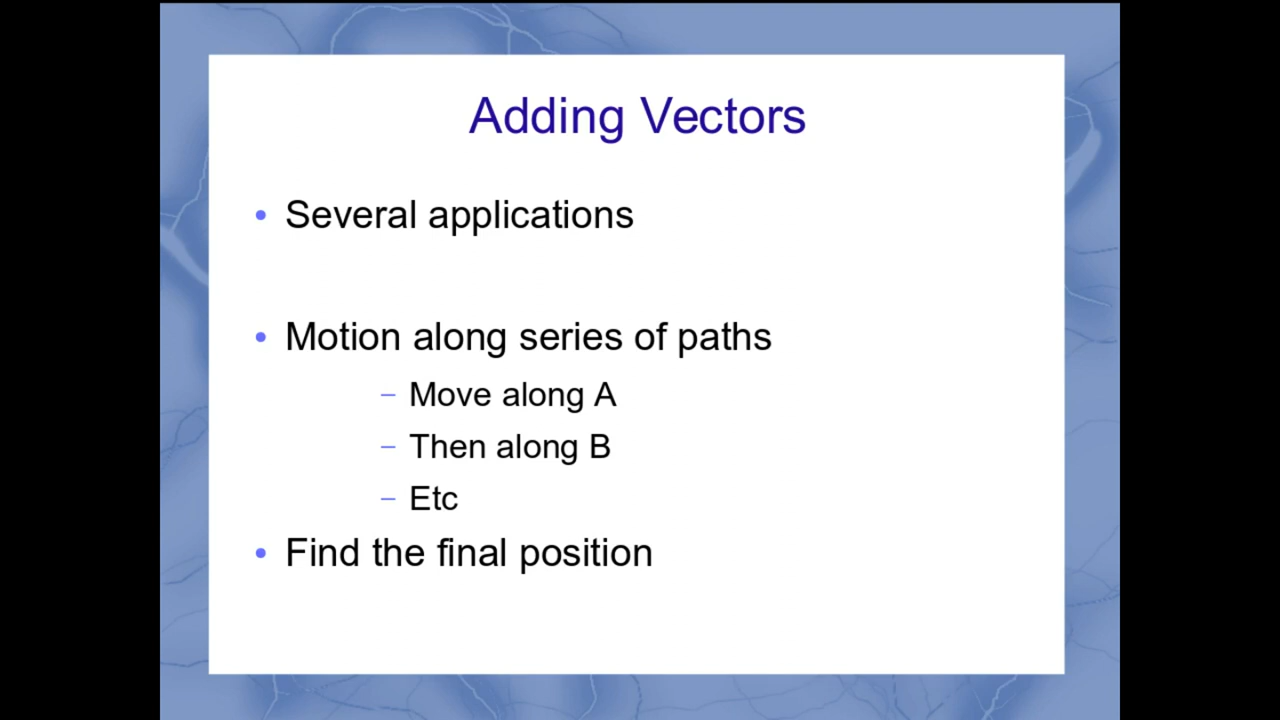 Adding Vectors
• Several applications
• Motion along series of paths
– Move along A
– Then along B
– Etc
• Find the final position